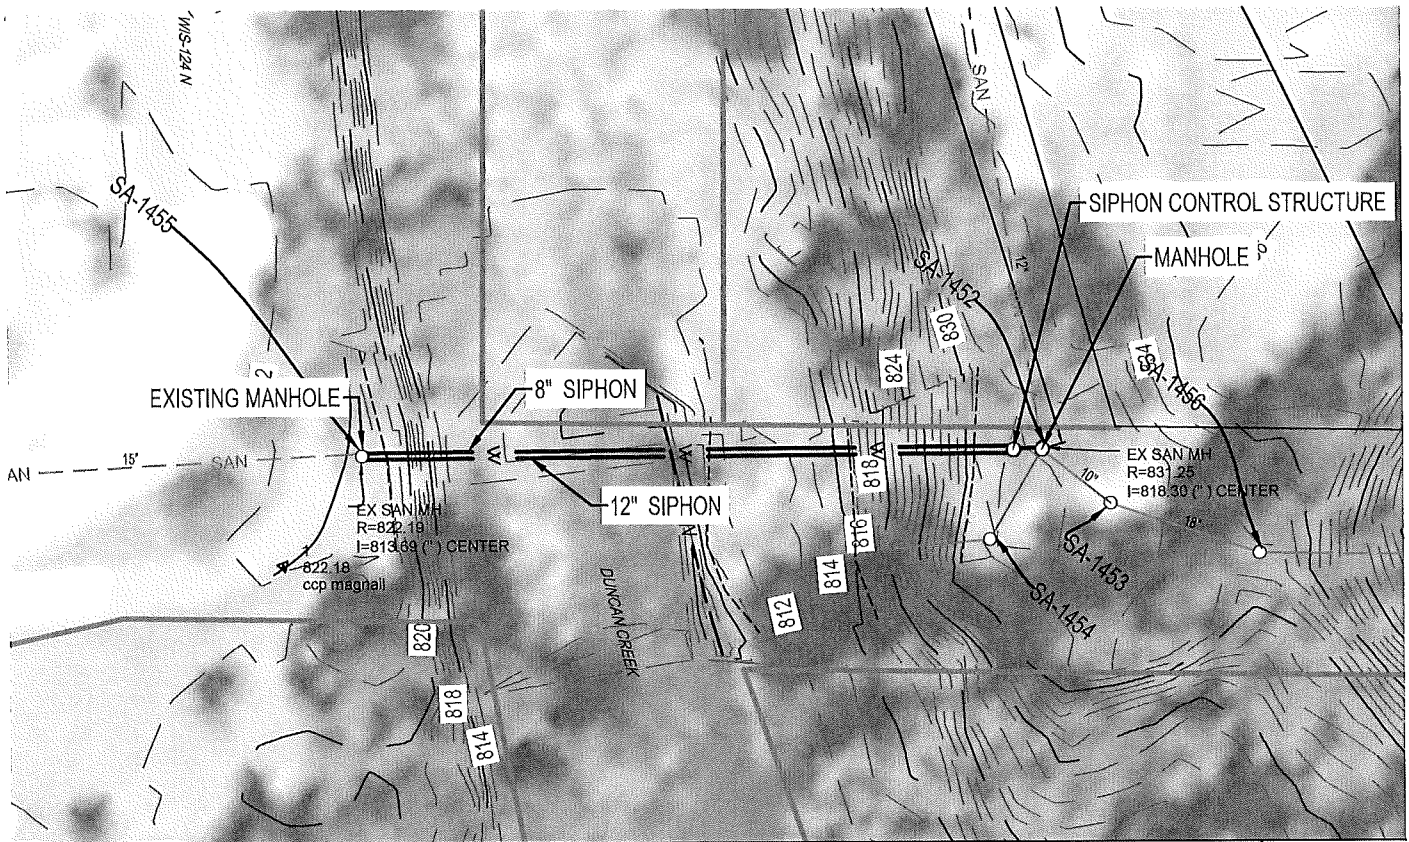 WIS-124 N
SAN
SA-1455
SIPHON CONTROL STRUCTURE
MANHOLE
12"
SA-1452
830
824
SA-1456
EXISTING MANHOLE
8" SIPHON
15"
SAN
EX SAN MH
R=831.25
I=818.30 (" ) CENTER
818
10"
12" SIPHON
EX SAN MH
R=822.19
I=813.69 (" ) CENTER
816
18"
822.18
ccp magnail
814
SA-1453
DUNCAN CREEK
812
SA-1454
820
818
814